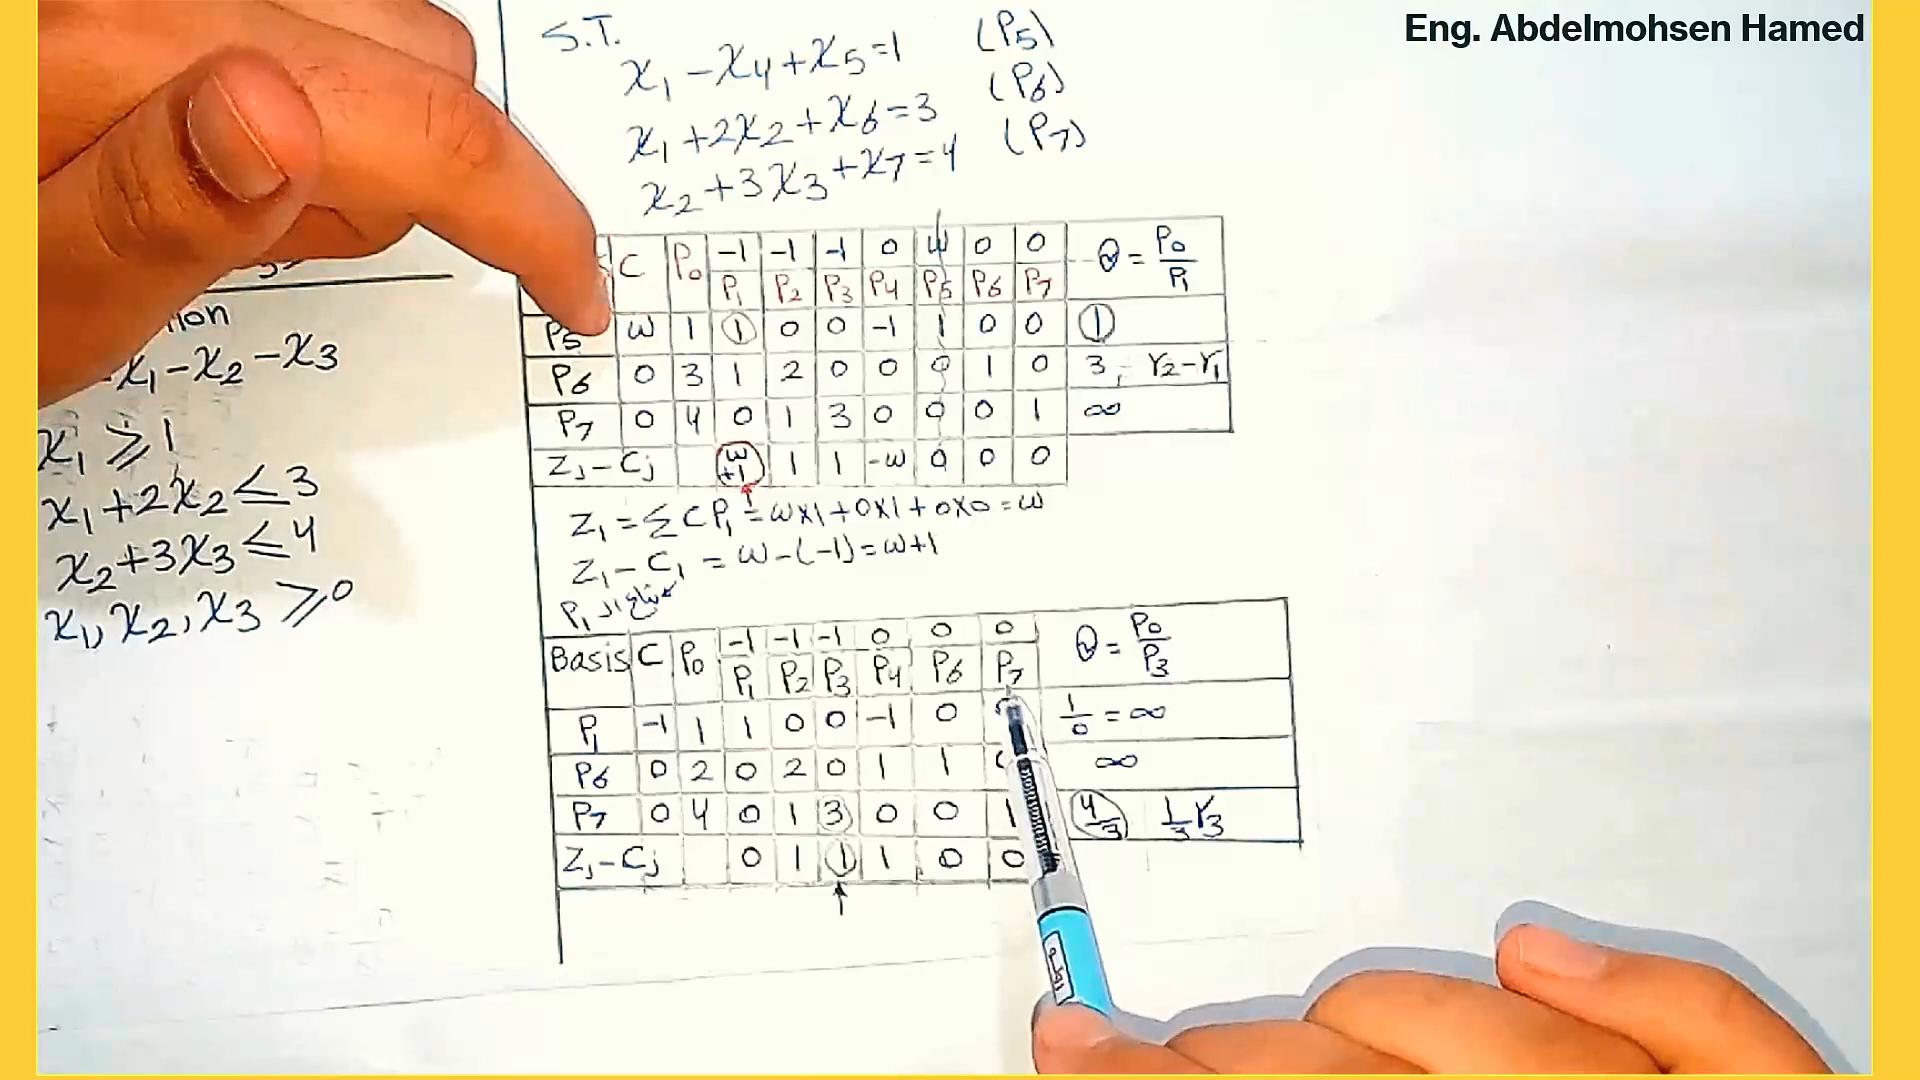 Eng. Abdelmohsen Hamed
S.T.
x₁ - x₄ + x₅ = 1 (P₅)
x₁ + 2x₂ + x₆ = 3 (P₆)
x₂ + 3x₃ + x₇ = 4 (P₇)
C P₀ -1 -1 -1 0 w 0 0 θ = P₀/P₁
P₁ P₂ P₃ P₄ P₅ P₆ P₇
P₅ w 1 1 0 0 -1 1 0 0 1
P₆ 0 3 1 2 0 0 0 1 0 3, r₂-r₁
P₇ 0 4 0 1 3 0 0 0 1 ∞
Zj-Cj w+1 1 1 -w 0 0 0
Z₁ = ΣCP₁ = w×1+0×1+0×0 = w
Z₁ - C₁ = w-(-1) = w+1
P₁
Basis C P₀ -1 -1 -1 0 0 0 θ = P₀/P₃
P₁ P₂ P₃ P₄ P₆ P₇
P₁ -1 1 1 0 0 -1 0 1/0 = ∞
P₆ 0 2 0 2 0 1 1 ∞
P₇ 0 4 0 1 3 0 0 1 4/3 1/3 r₃
Zj-Cj 0 1 1 1 0 0
-x₁ - x₂ - x₃
x₁ ≥ 1
x₁ + 2x₂ ≤ 3
x₂ + 3x₃ ≤ 4
x₁, x₂, x₃ ≥ 0